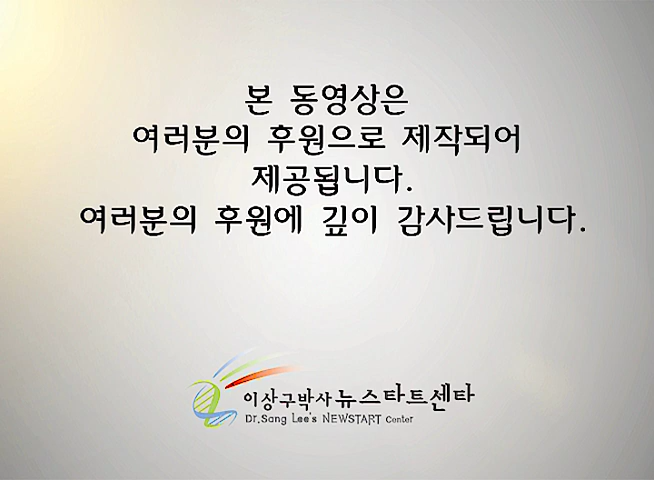 본 동영상은
여러분의 후원으로 제작되어
제공됩니다.
여러분의 후원에 깊이 감사드립니다.
이상구박사 뉴스타트센타
Dr.Sang Lee's NEWSTART Center